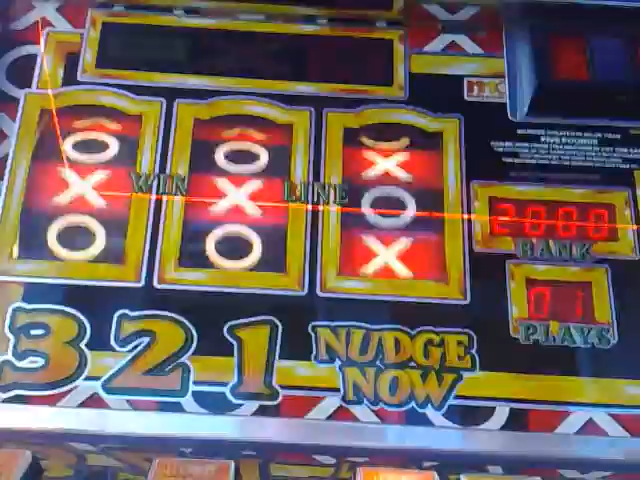 O O X
X WIN X LINE O
O O X
2000
BANK
01
PLAYS
3 2 1 NUDGE
NOW